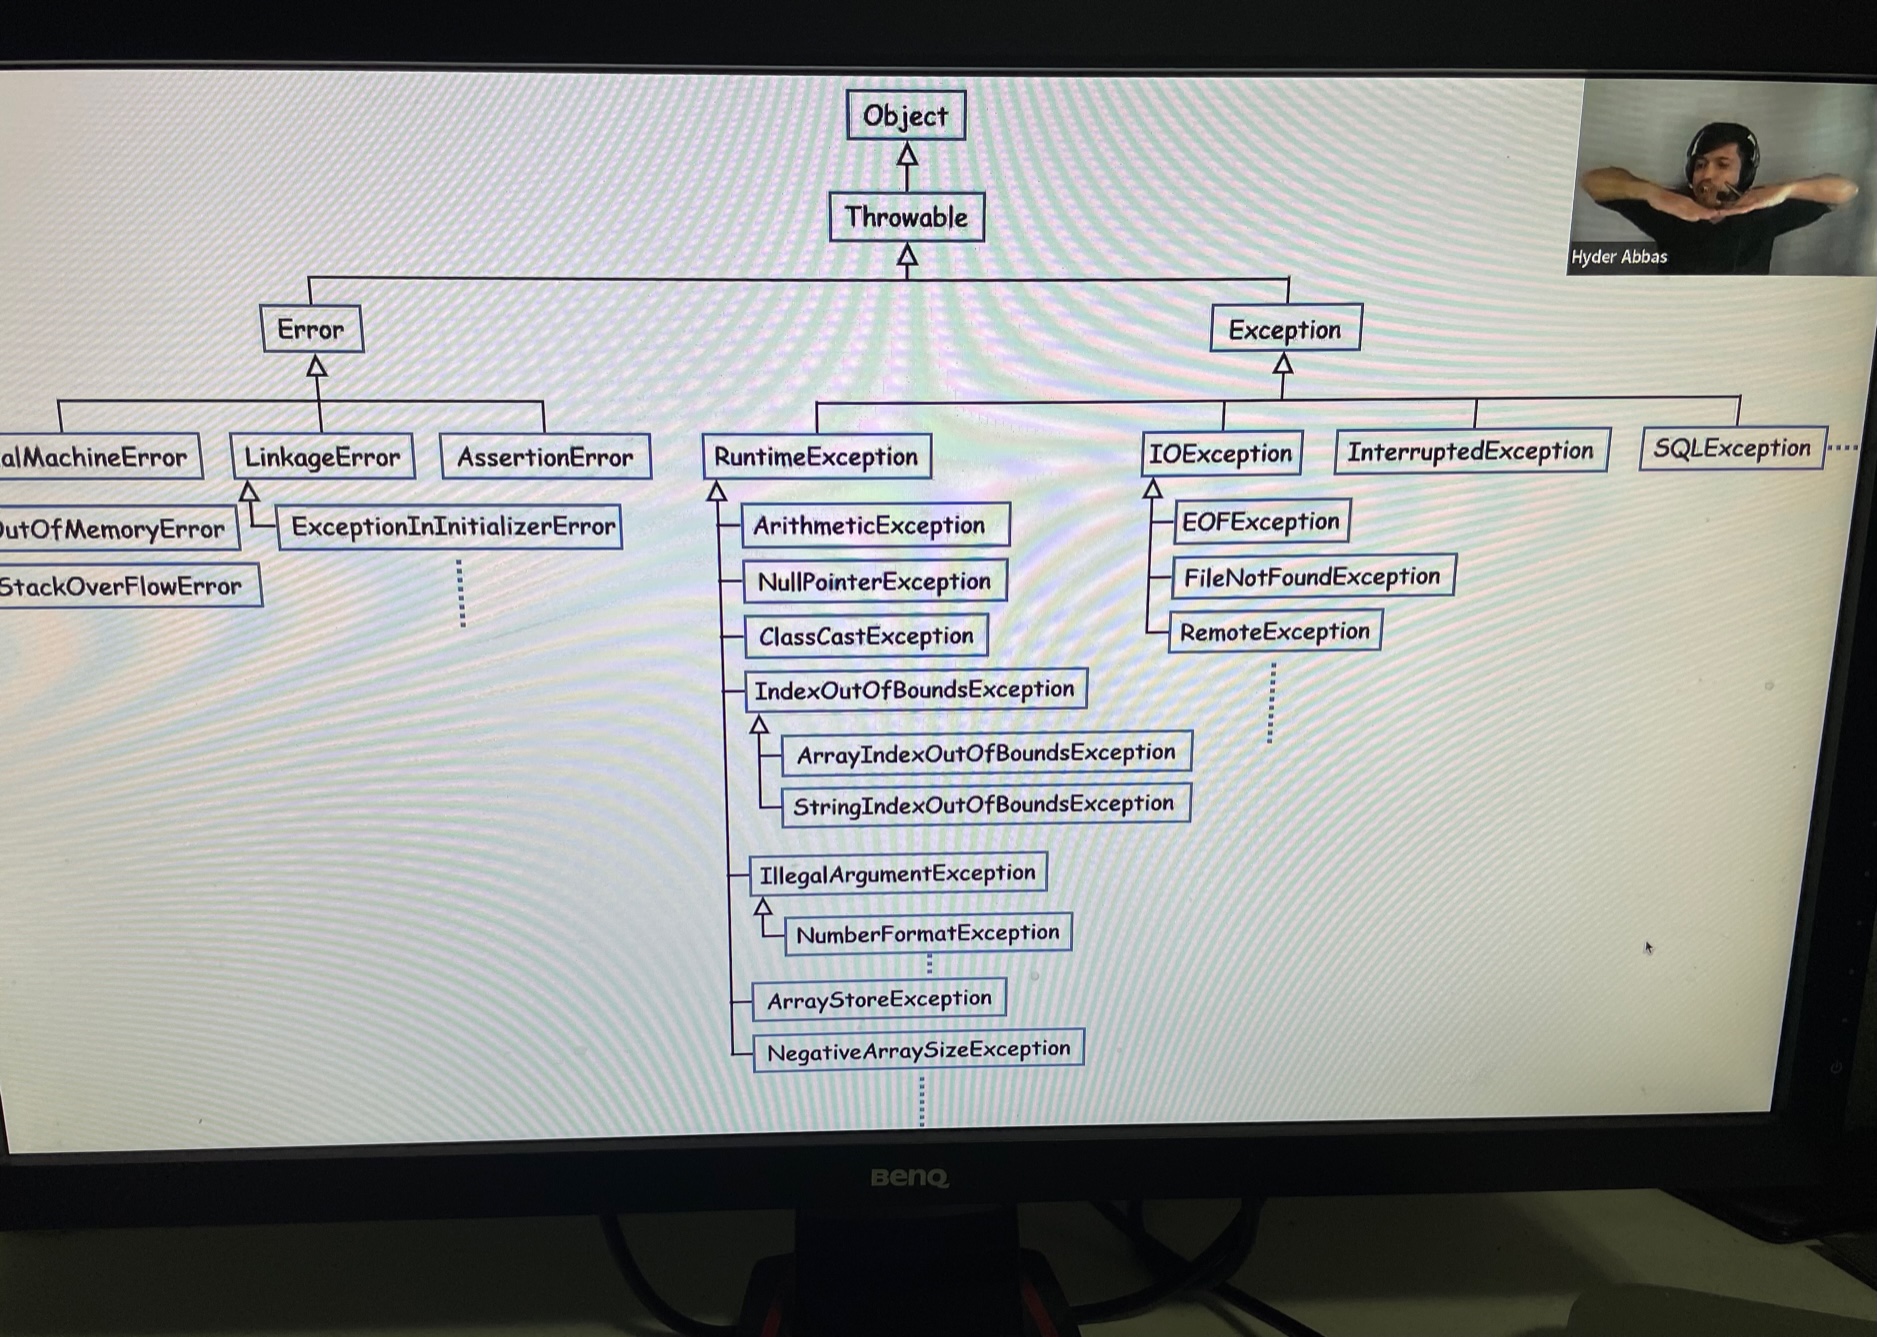 Object
Throwable
Hyder Abbas
Error
Exception
alMachineError
LinkageError
AssertionError
RuntimeException
IOException
InterruptedException
SQLException
OutOfMemoryError
ExceptionInInitializerError
StackOverFlowError
ArithmeticException
NullPointerException
ClassCastException
IndexOutOfBoundsException
ArrayIndexOutOfBoundsException
StringIndexOutOfBoundsException
IllegalArgumentException
NumberFormatException
ArrayStoreException
NegativeArraySizeException
EOFException
FileNotFoundException
RemoteException
BenQ